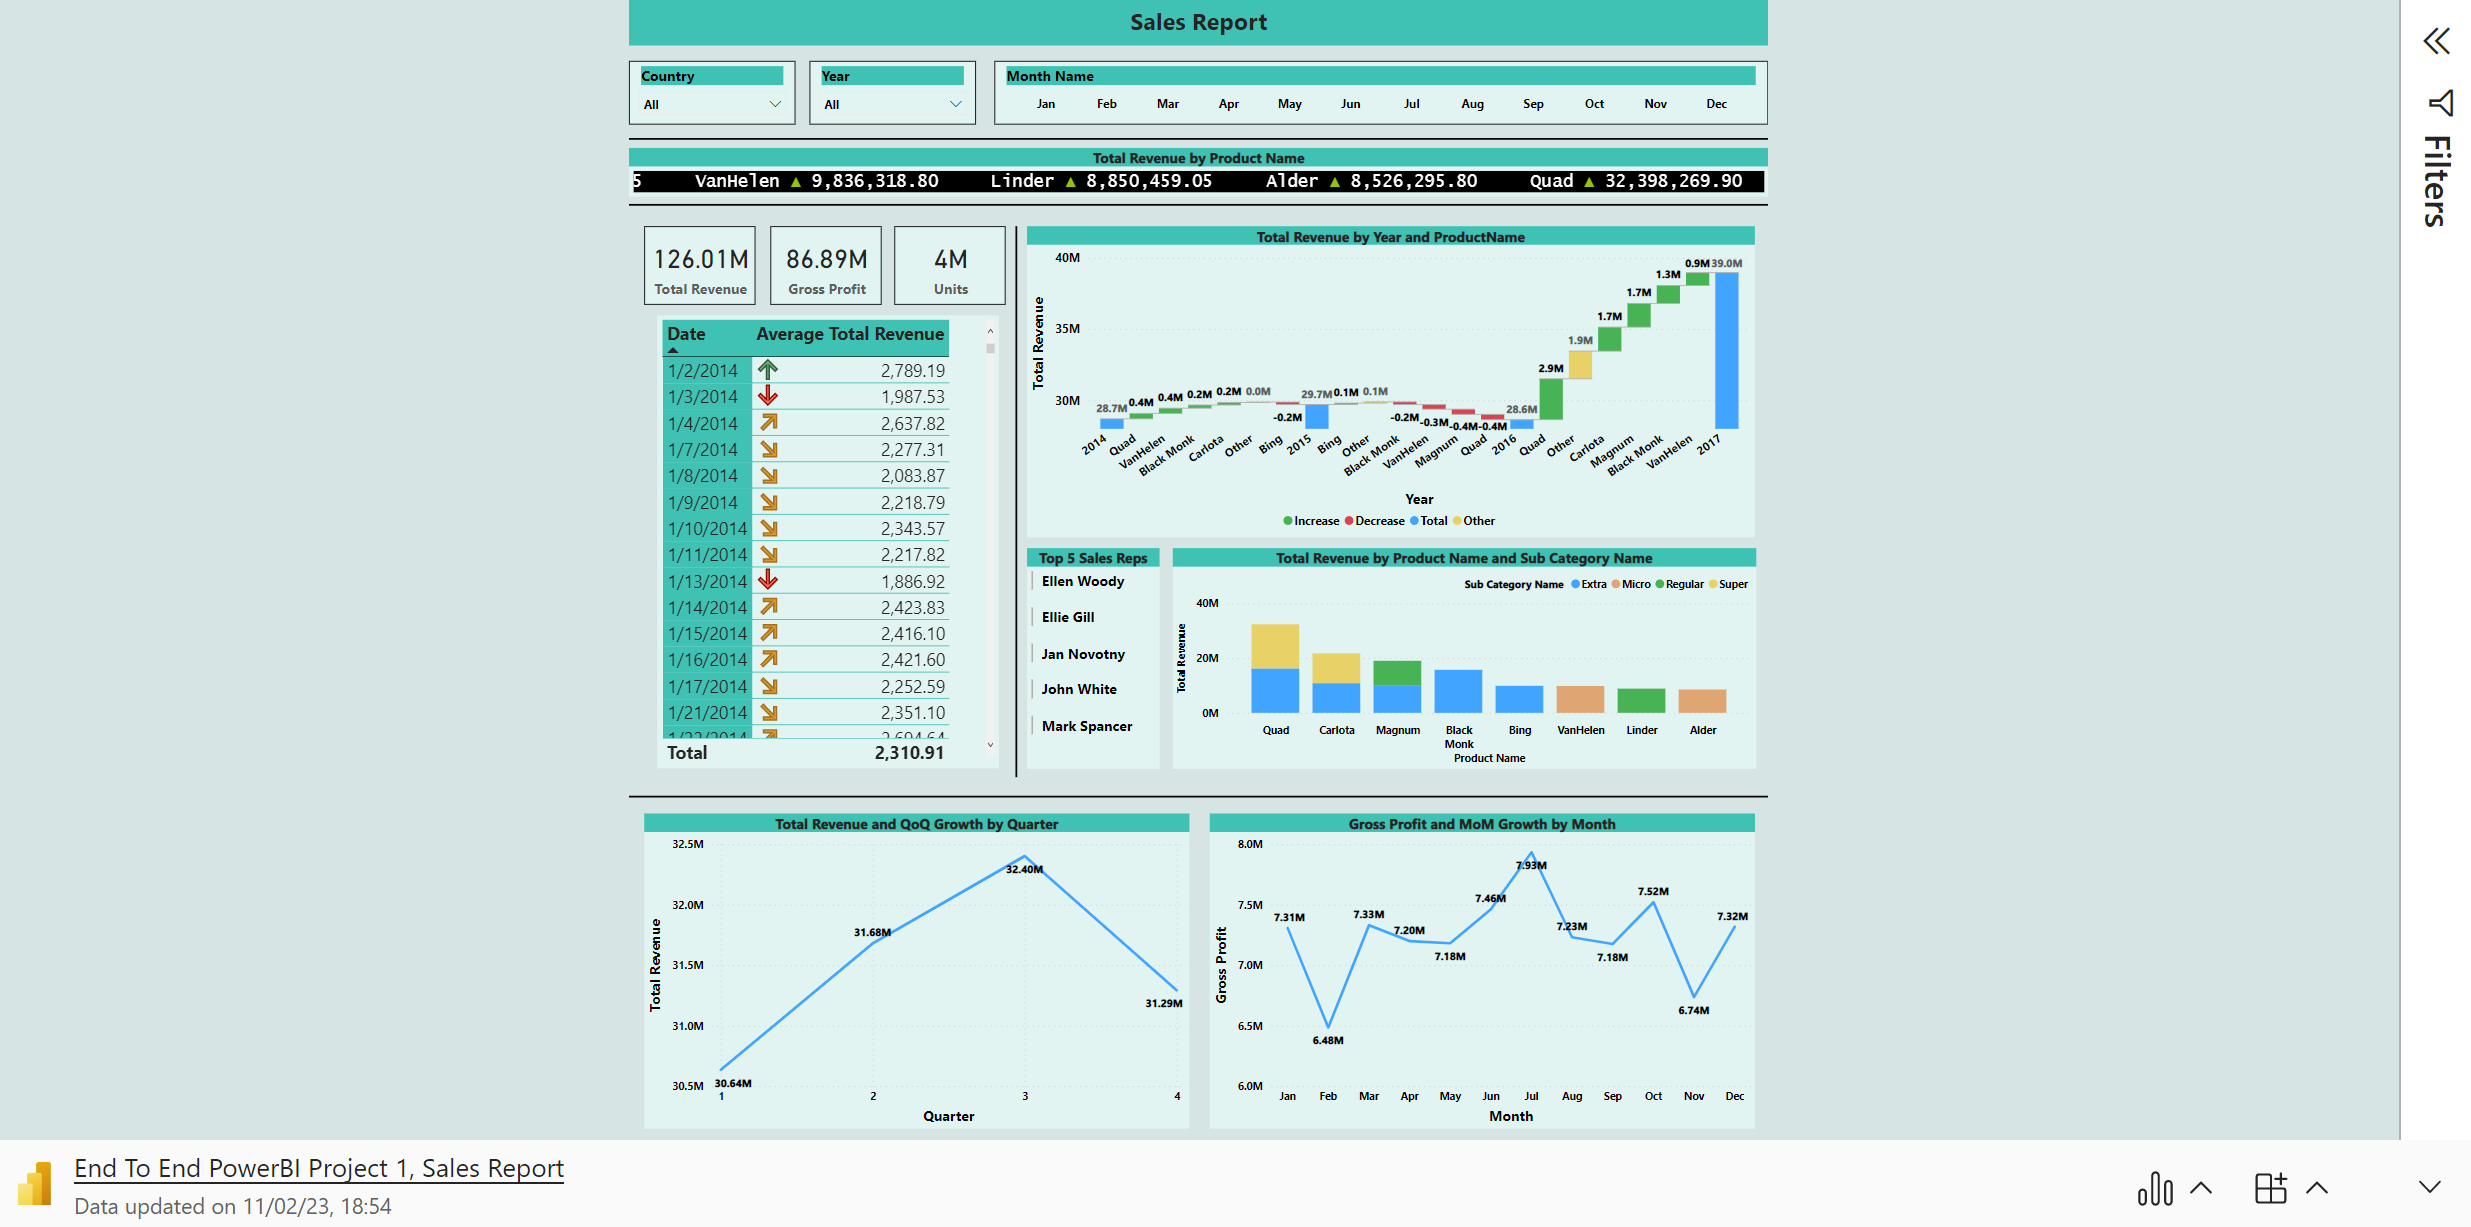 Sales Report
Country
All
Year
All
Month Name
Jan Feb Mar Apr May Jun Jul Aug Sep Oct Nov Dec
Filters
Total Revenue by Product Name
5 VanHelen ▲ 9,836,318.80 Linder ▲ 8,850,459.05 Alder ▲ 8,526,295.80 Quad ▲ 32,398,269.90
126.01M
Total Revenue
86.89M
Gross Profit
4M
Units
Date Average Total Revenue
1/2/2014 2,789.19
1/3/2014 1,987.53
1/4/2014 2,637.82
1/7/2014 2,277.31
1/8/2014 2,083.87
1/9/2014 2,218.79
1/10/2014 2,343.57
1/11/2014 2,217.82
1/13/2014 1,886.92
1/14/2014 2,423.83
1/15/2014 2,416.10
1/16/2014 2,421.60
1/17/2014 2,252.59
1/21/2014 2,351.10
Total 2,310.91
Total Revenue by Year and ProductName
Total Revenue
40M
35M
30M
28.7M 0.4M 0.4M 0.2M 0.2M 0.0M -0.2M 29.7M 0.1M 0.1M -0.2M -0.3M -0.4M -0.4M 28.6M 2.9M 1.9M 1.7M 1.7M 1.3M 0.9M 39.0M
2014 Quad VanHelen Black Monk Carlota Other Bing 2015 Bing Other Black Monk VanHelen Magnum Quad 2016 Quad Other Carlota Magnum Black Monk VanHelen 2017
Year
Increase Decrease Total Other
Top 5 Sales Reps
Ellen Woody
Ellie Gill
Jan Novotny
John White
Mark Spancer
Total Revenue by Product Name and Sub Category Name
Sub Category Name Extra Micro Regular Super
Total Revenue
40M
20M
0M
Quad Carlota Magnum Black Monk Bing VanHelen Linder Alder
Product Name
Total Revenue and QoQ Growth by Quarter
Total Revenue
32.5M
32.0M
31.5M
31.0M
30.5M
30.64M 31.68M 32.40M 31.29M
1 2 3 4
Quarter
Gross Profit and MoM Growth by Month
Gross Profit
8.0M
7.5M
7.0M
6.5M
6.0M
7.31M 6.48M 7.33M 7.20M 7.18M 7.46M 7.93M 7.23M 7.18M 7.52M 6.74M 7.32M
Jan Feb Mar Apr May Jun Jul Aug Sep Oct Nov Dec
Month
End To End PowerBI Project 1, Sales Report
Data updated on 11/02/23, 18:54